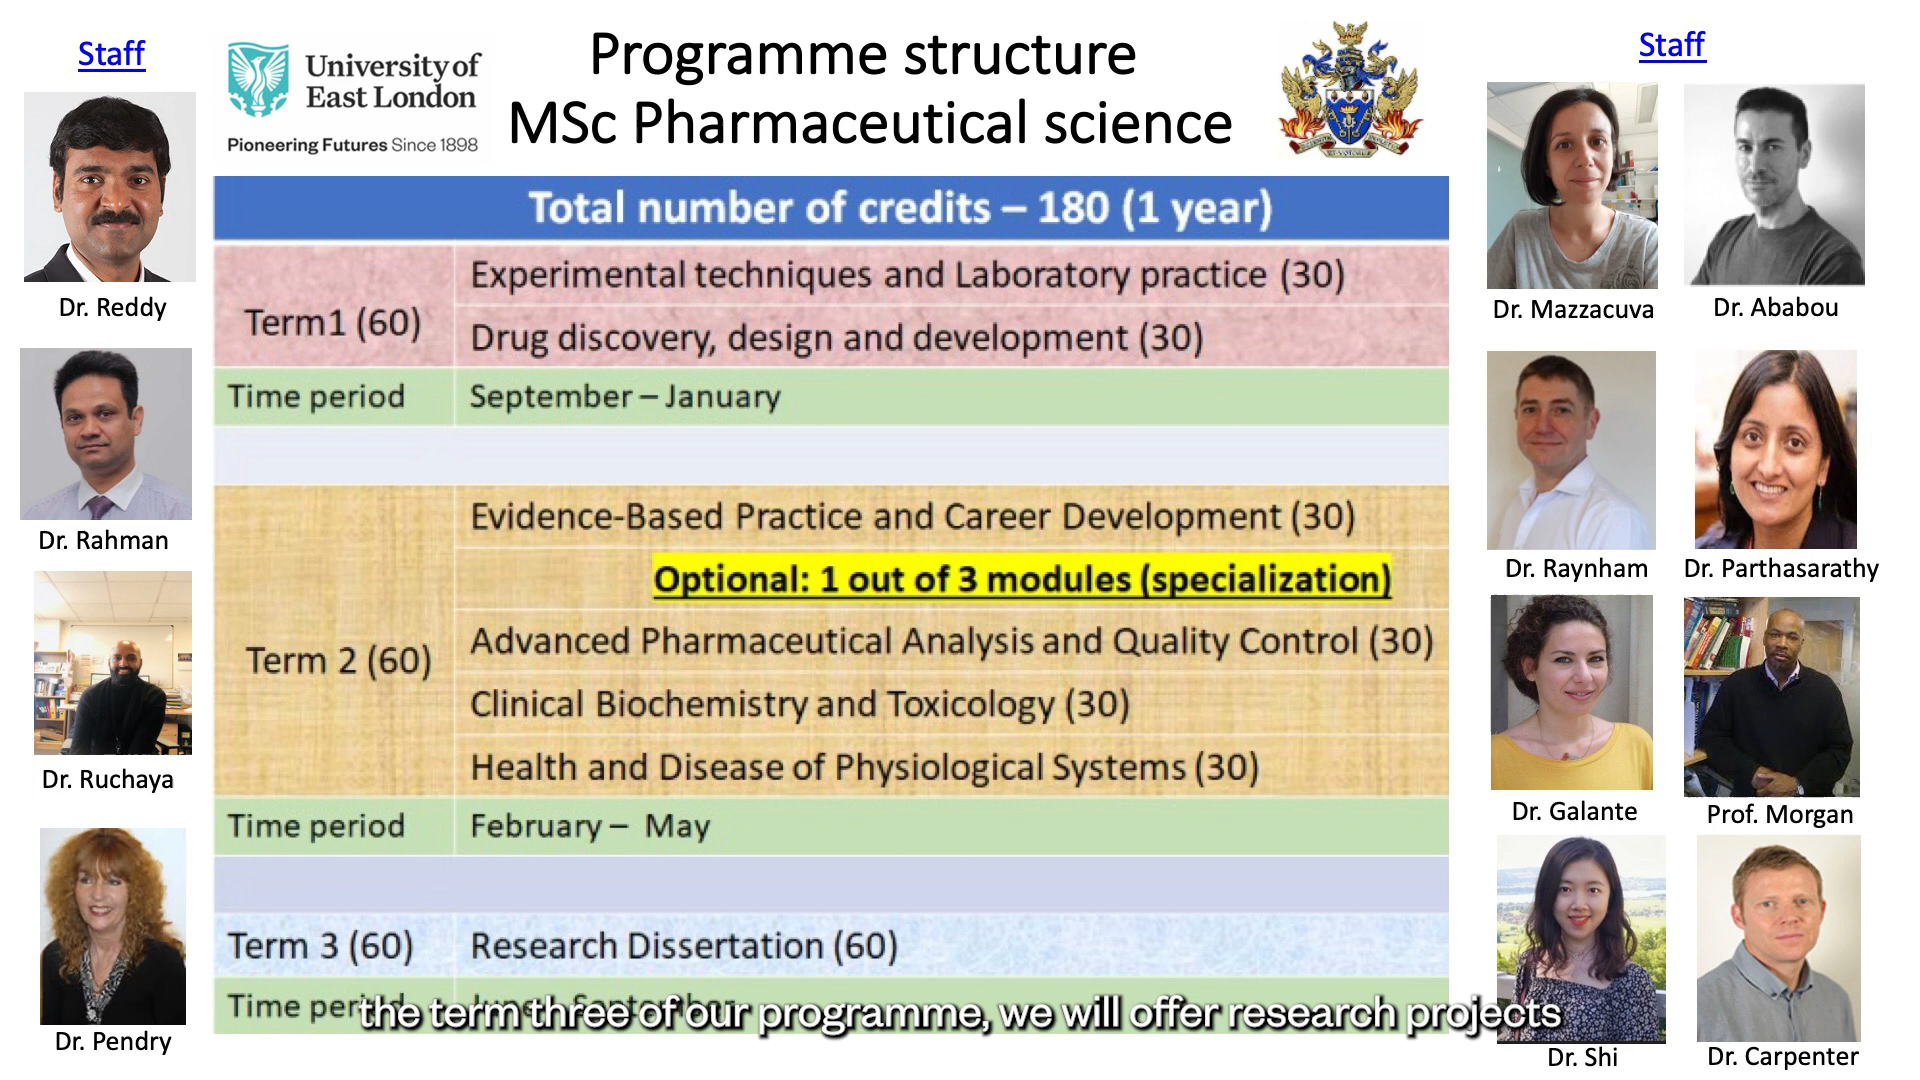 Staff
University of
East London
Pioneering Futures Since 1898
Programme structure
MSc Pharmaceutical science
Staff
Dr. Reddy
Dr. Rahman
Dr. Ruchaya
Dr. Pendry
Total number of credits – 180 (1 year)
Term1 (60)
Experimental techniques and Laboratory practice (30)
Drug discovery, design and development (30)
Time period
September – January
Term 2 (60)
Evidence-Based Practice and Career Development (30)
Optional: 1 out of 3 modules (specialization)
Advanced Pharmaceutical Analysis and Quality Control (30)
Clinical Biochemistry and Toxicology (30)
Health and Disease of Physiological Systems (30)
Time period
February – May
Term 3 (60)
Research Dissertation (60)
Time period
June – September
the term three of our programme, we will offer research projects
Dr. Mazzacuva
Dr. Ababou
Dr. Raynham
Dr. Parthasarathy
Dr. Galante
Prof. Morgan
Dr. Shi
Dr. Carpenter